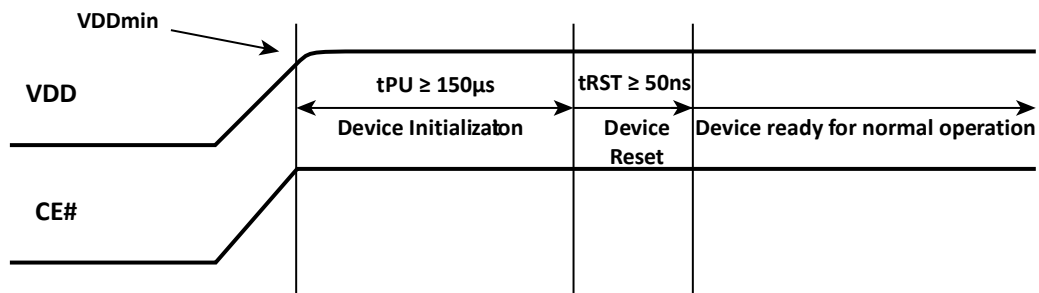 VDDmin
VDD
tPU ≥ 150μs
tRST ≥ 50ns
Device Initializaton
Device
Reset
Device ready for normal operation
CE#